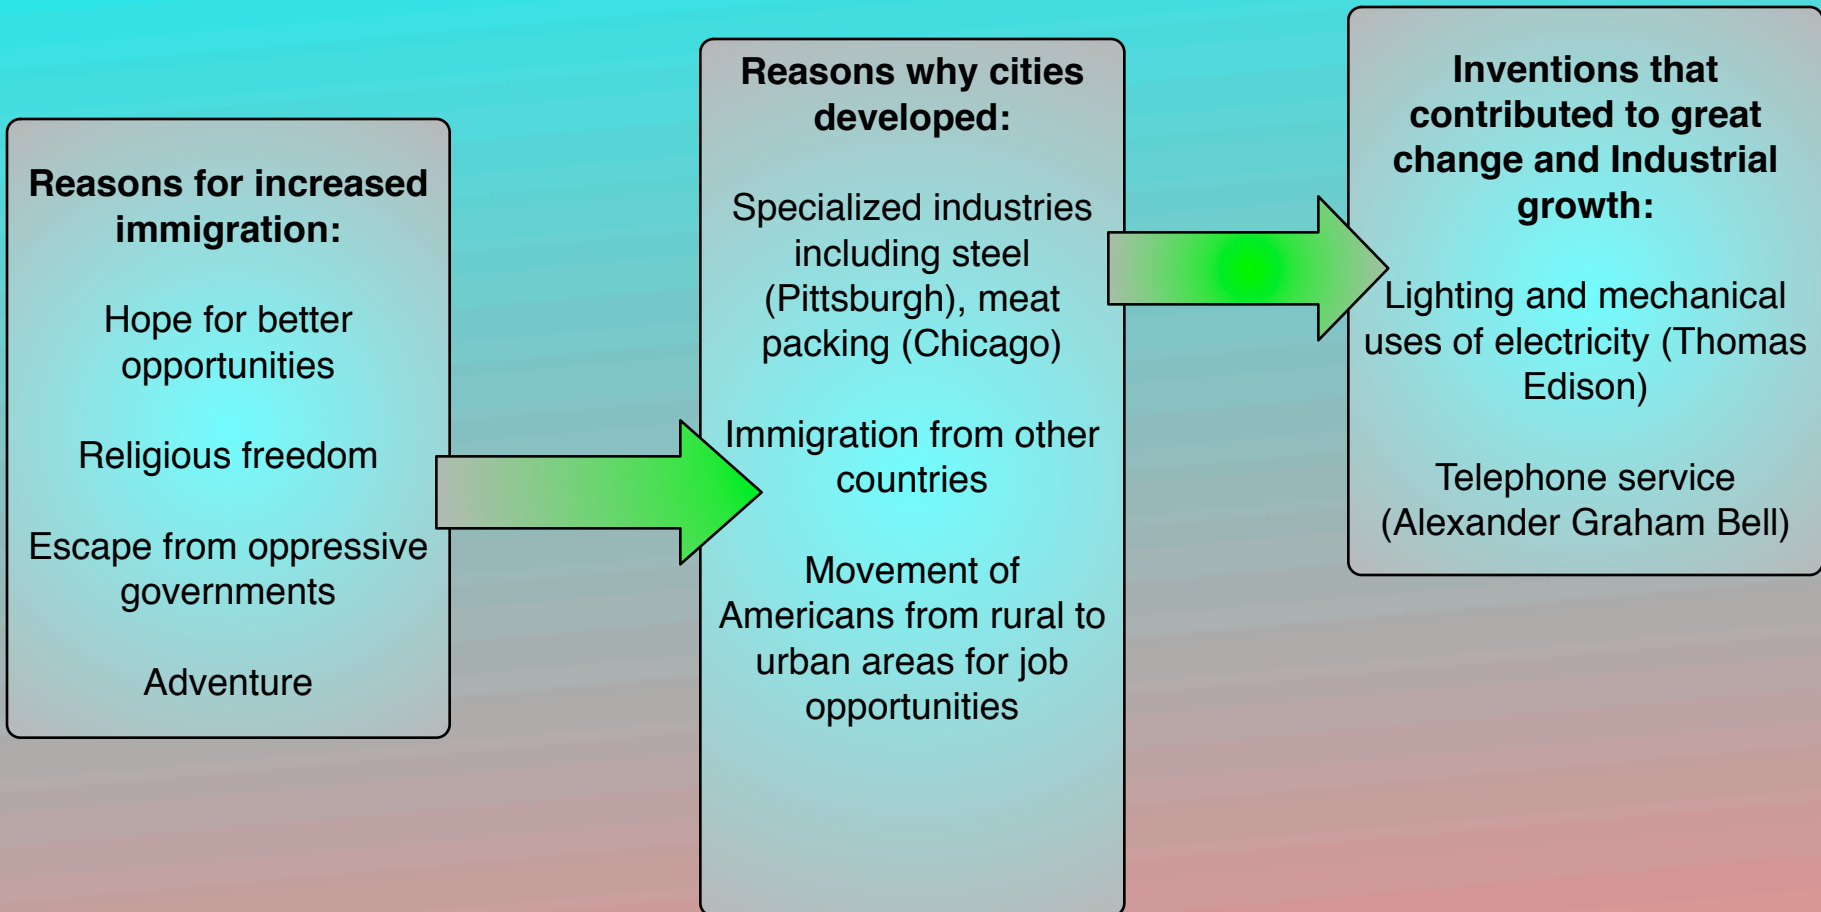 Reasons for increased
immigration:
Hope for better
opportunities
Religious freedom
Escape from oppressive
governments
Adventure
Reasons why cities
developed:
Specialized industries
including steel
(Pittsburgh), meat
packing (Chicago)
Immigration from other
countries
Movement of
Americans from rural to
urban areas for job
opportunities
Inventions that
contributed to great
change and Industrial
growth:
Lighting and mechanical
uses of electricity (Thomas
Edison)
Telephone service
(Alexander Graham Bell)